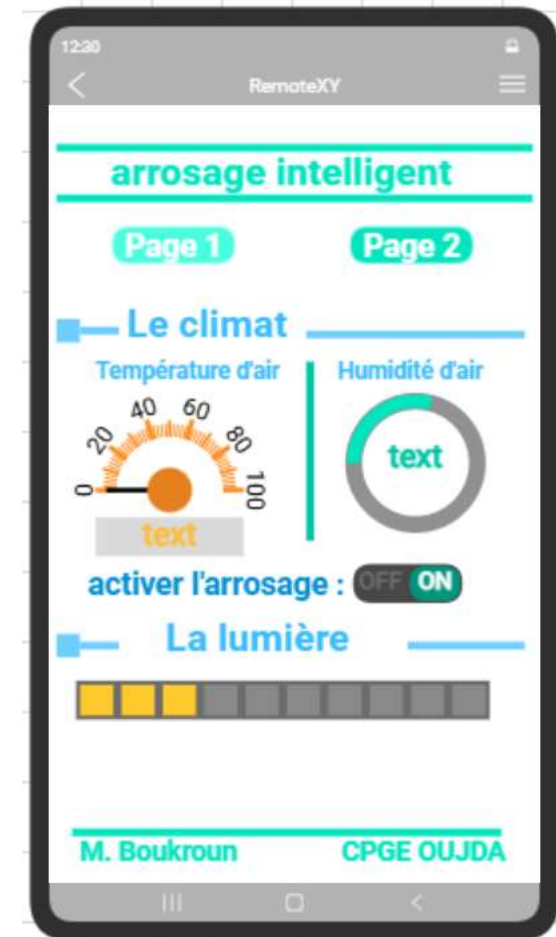 12:30
RemoteXY
arrosage intelligent
Page 1 Page 2
Le climat
Température d'air Humidité d'air
0 20 40 60 80 100
text
text
activer l'arrosage : OFF ON
La lumière
M. Boukroun CPGE OUJDA